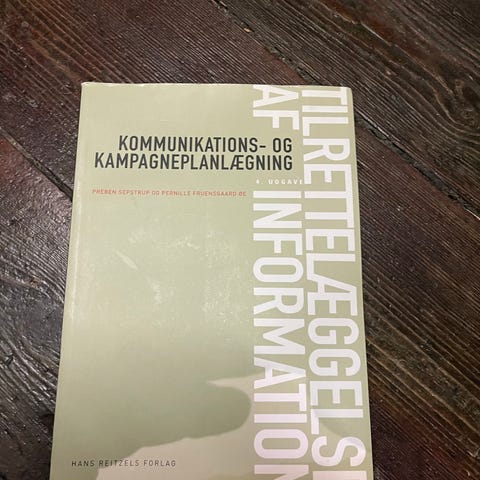 TILRETTELÆGGELSE
AF INFORMATION
KOMMUNIKATIONS- OG
KAMPAGNEPLANLÆGNING
4. UDGAVE
PREBEN SEPSTRUP OG PERNILLE FRUENSGAARD ØE
HANS REITZELS FORLAG